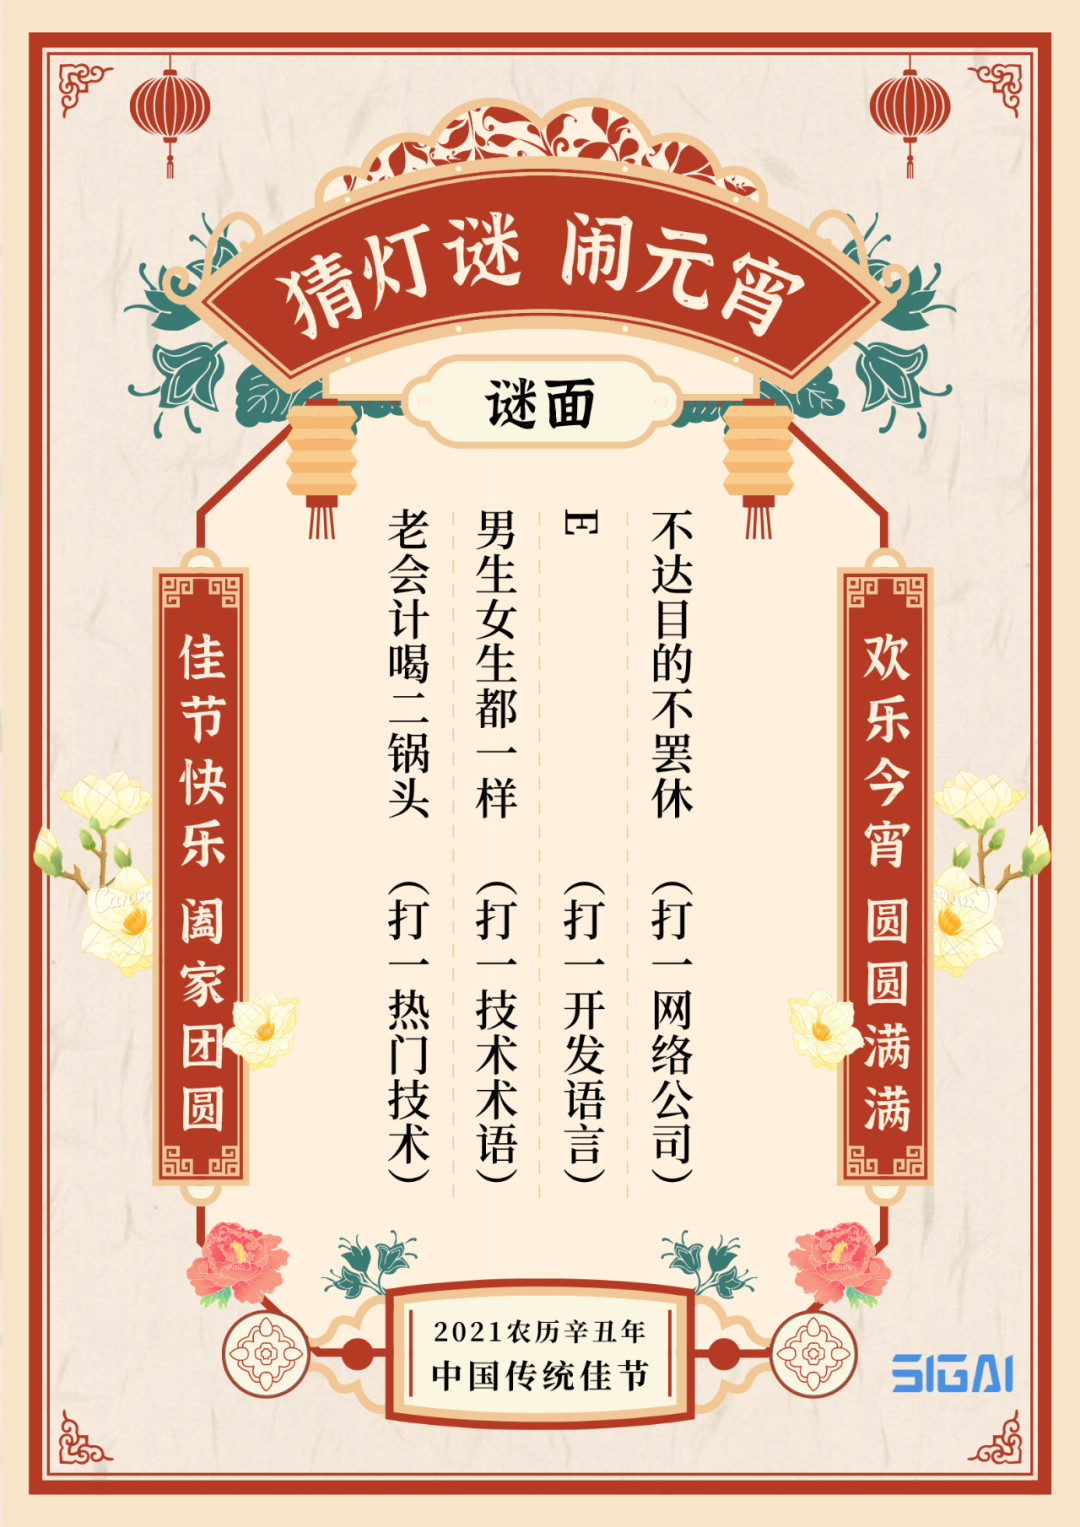 猜灯谜 闹元宵
谜面
不达目的不罢休 (打一网络公司)
E (打一开发语言)
男生女生都一样 (打一技术术语)
老会计喝二锅头 (打一热门技术)
欢乐今宵 圆圆满满
佳节快乐 阖家团圆
2021农历辛丑年
中国传统佳节
SIGAI